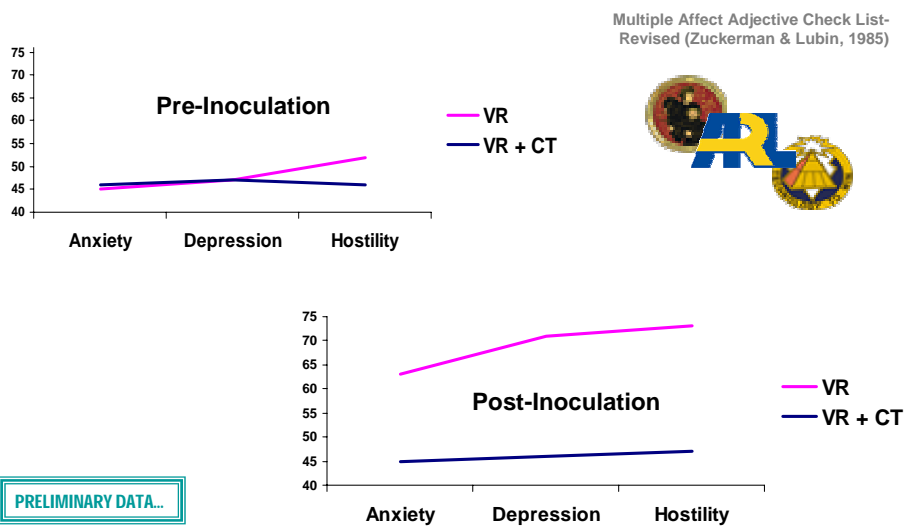 Multiple Affect Adjective Check List-
Revised (Zuckerman & Lubin, 1985)
75
70
65
60
55
50
45
40
Pre-Inoculation
VR
VR + CT
Anxiety Depression Hostility
ARL
75
70
65
60
55
50
45
40
Post-Inoculation
VR
VR + CT
Anxiety Depression Hostility
PRELIMINARY DATA...